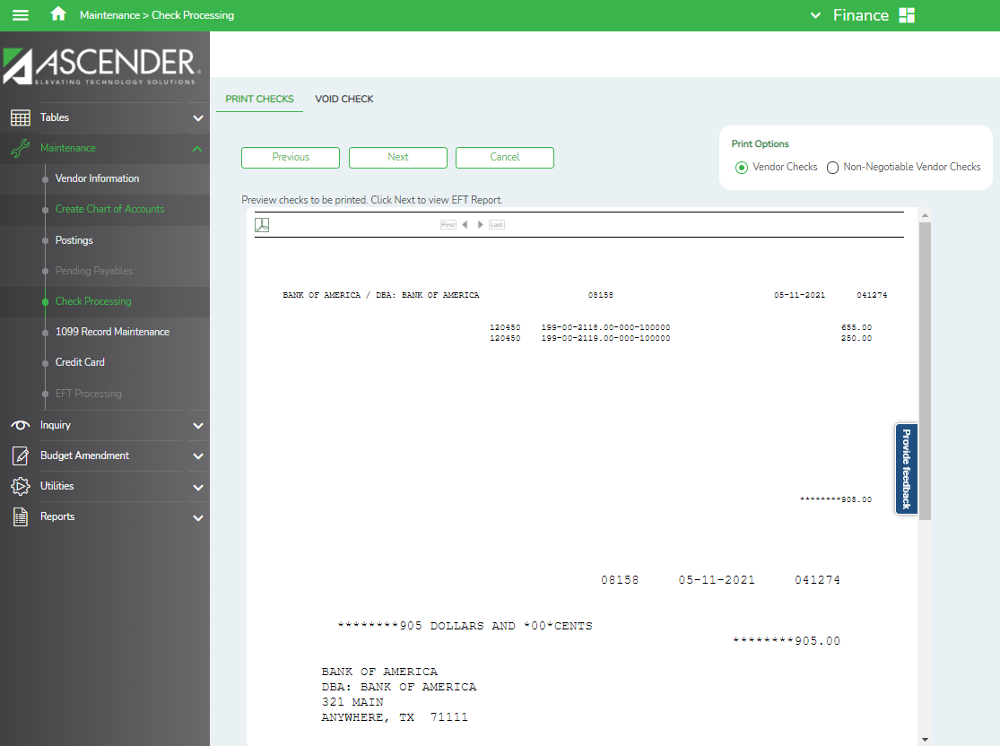 Maintenance > Check Processing
Finance
ASCENDER
ELEVATING TECHNOLOGY SOLUTIONS
Tables
Maintenance
Vendor Information
Create Chart of Accounts
Postings
Pending Payables
Check Processing
1099 Record Maintenance
Credit Card
EFT Processing
Inquiry
Budget Amendment
Utilities
Reports
PRINT CHECKS VOID CHECK
Previous Next Cancel
Print Options
Vendor Checks Non-Negotiable Vendor Checks
Preview checks to be printed. Click Next to view EFT Report.
First Last
BANK OF AMERICA / DBA: BANK OF AMERICA 08158 05-11-2021 041274
120450 199-00-2118.00-000-100000 655.00
120450 199-00-2119.00-000-100000 250.00
********905.00
08158 05-11-2021 041274
********905 DOLLARS AND *00*CENTS
********905.00
BANK OF AMERICA
DBA: BANK OF AMERICA
321 MAIN
ANYWHERE, TX 71111
Provide feedback